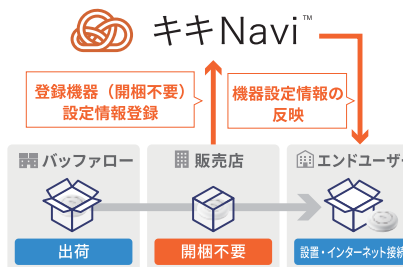 キキNavi™
登録機器（開梱不要）
設定情報登録
機器設定情報の
反映
バッファロー
販売店
エンドユーザ
出荷
開梱不要
設置・インターネット接続